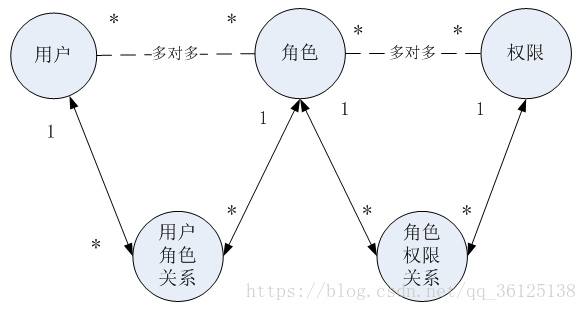 * * * *
用户 多对多 角色 多对多 权限
1 1 1 1
* * * *
用户
角色
关系
角色
权限
关系
https://blog.csdn.net/qq_36125138